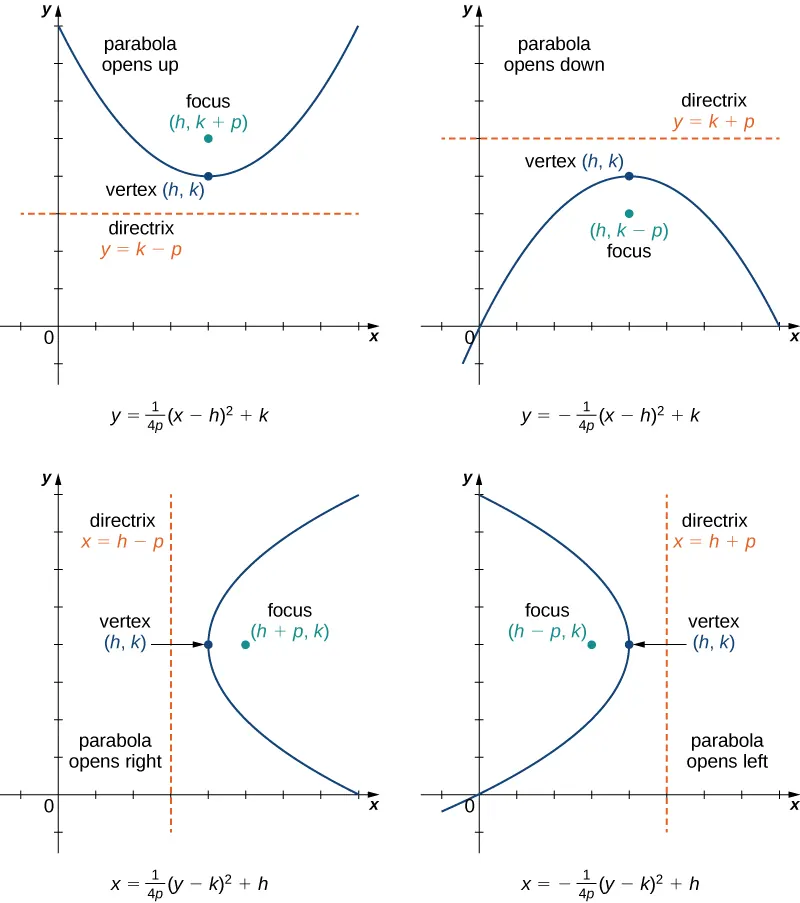 y
parabola
opens up
focus
(h, k + p)
vertex (h, k)
directrix
y = k − p
0
x
y = 1/4p (x − h)² + k
y
parabola
opens down
directrix
y = k + p
vertex (h, k)
(h, k − p)
focus
0
x
y = − 1/4p (x − h)² + k
y
directrix
x = h − p
focus
(h + p, k)
vertex
(h, k)
parabola
opens right
0
x
x = 1/4p (y − k)² + h
y
directrix
x = h + p
focus
(h − p, k)
vertex
(h, k)
parabola
opens left
0
x
x = − 1/4p (y − k)² + h